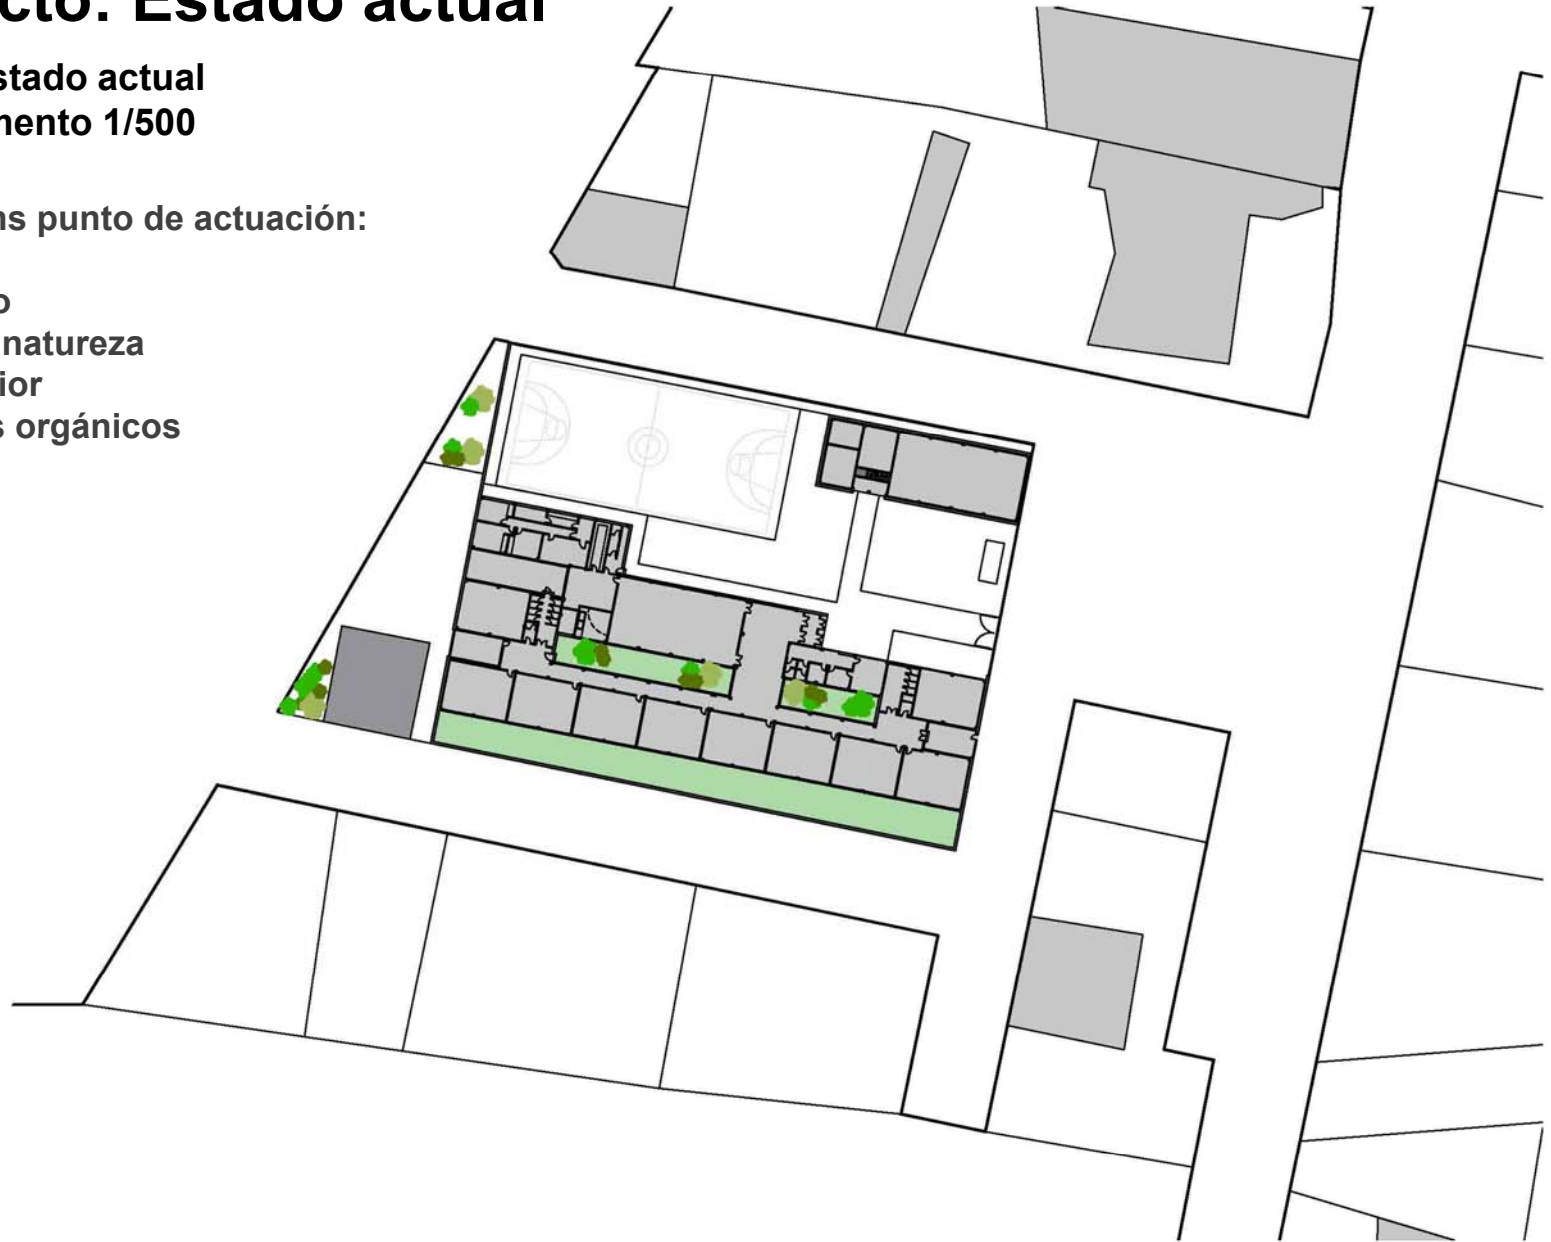 cto: Estado actual
stado actual
mento 1/500
ns punto de actuación:
o
natureza
ior
s orgánicos